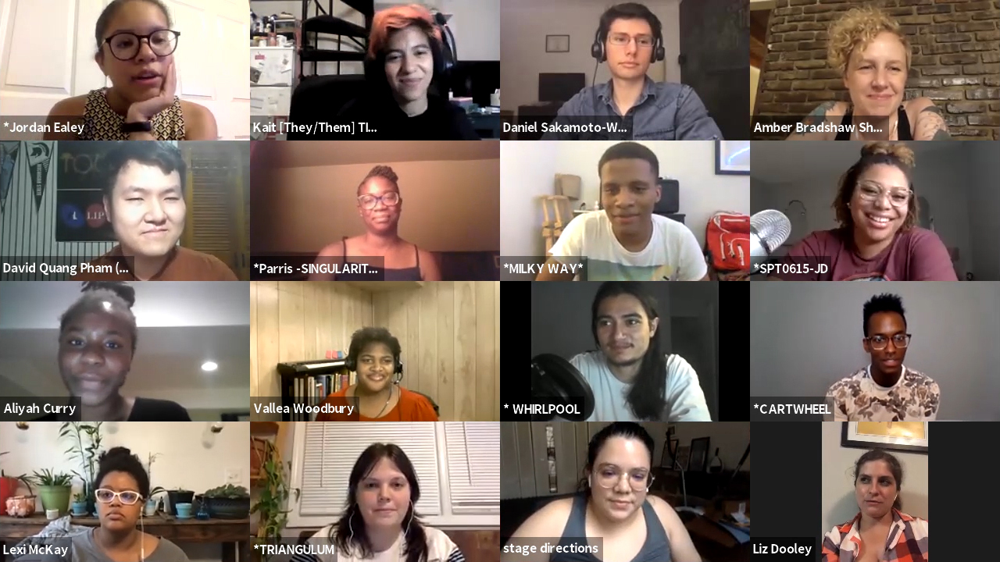 *Jordan Ealey
Kait [They/Them] TI...
Daniel Sakamoto-W...
Amber Bradshaw Sh...
David Quang Pham (...
*Parris -SINGULARIT...
*MILKY WAY*
*SPT0615-JD
Aliyah Curry
Vallea Woodbury
* WHIRLPOOL
*CARTWHEEL
Lexi McKay
*TRIANGULUM
stage directions
Liz Dooley